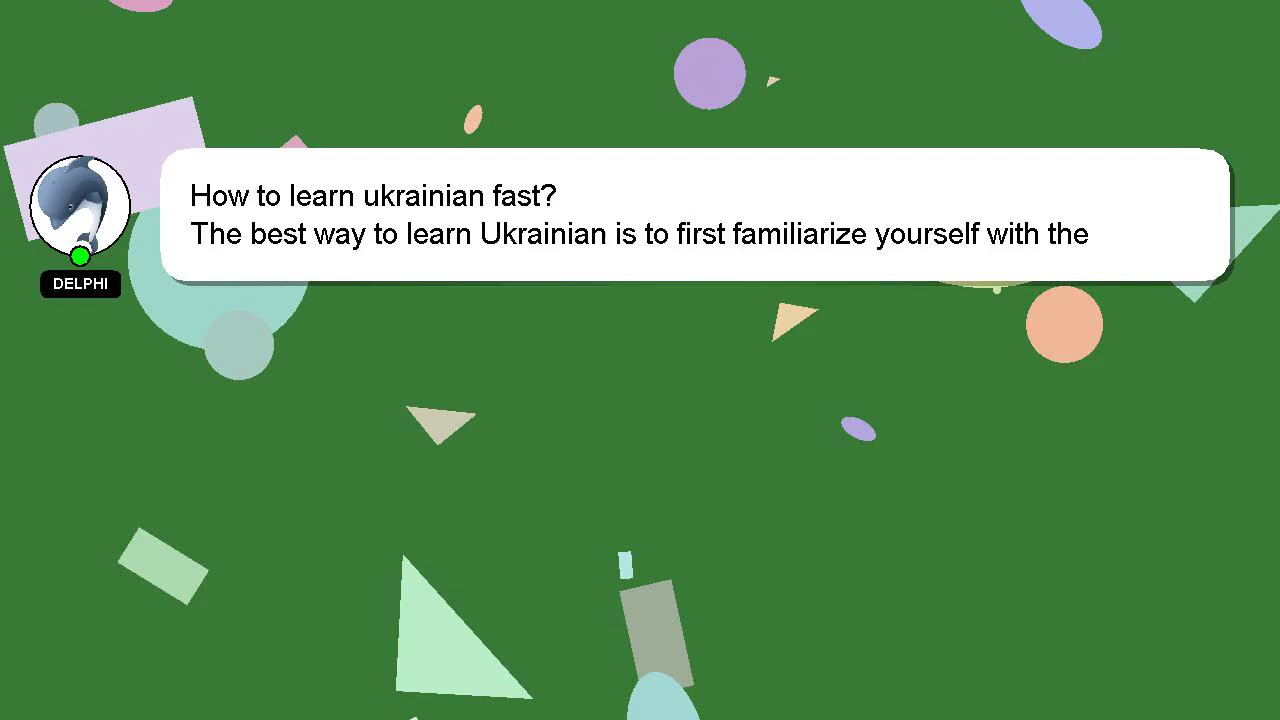 How to learn ukrainian fast?
The best way to learn Ukrainian is to first familiarize yourself with the
DELPHI